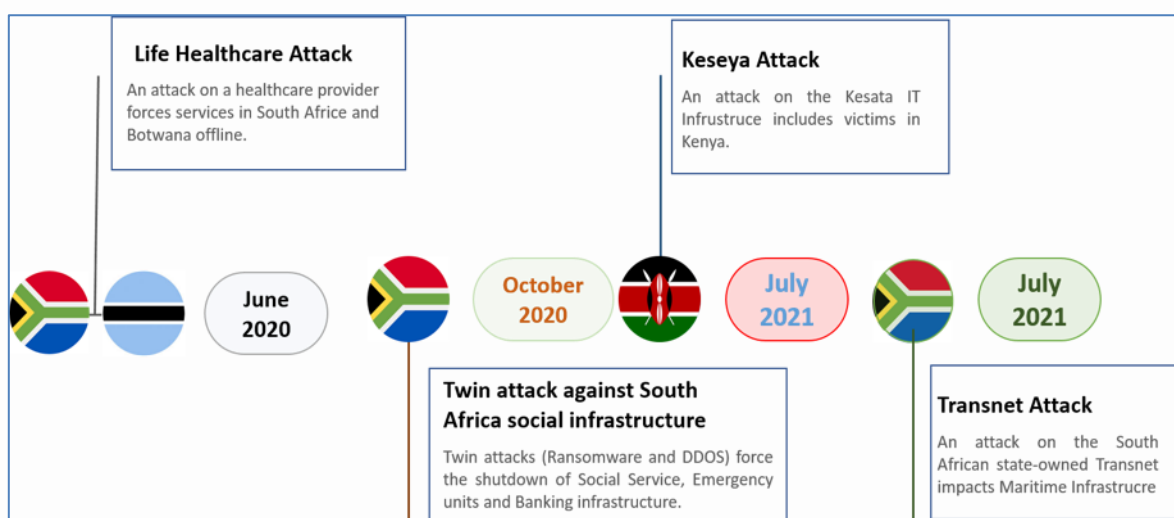 Life Healthcare Attack
An attack on a healthcare provider
forces services in South Africe and
Botwana offline.
Keseya Attack
An attack on the Kesata IT
Infrustruce includes victims in
Kenya.
June
2020
October
2020
July
2021
July
2021
Twin attack against South
Africa social infrastructure
Twin attacks (Ransomware and DDOS) force
the shutdown of Social Service, Emergency
units and Banking infrastructure.
Transnet Attack
An attack on the South
African state-owned Transnet
impacts Maritime Infrastrucre